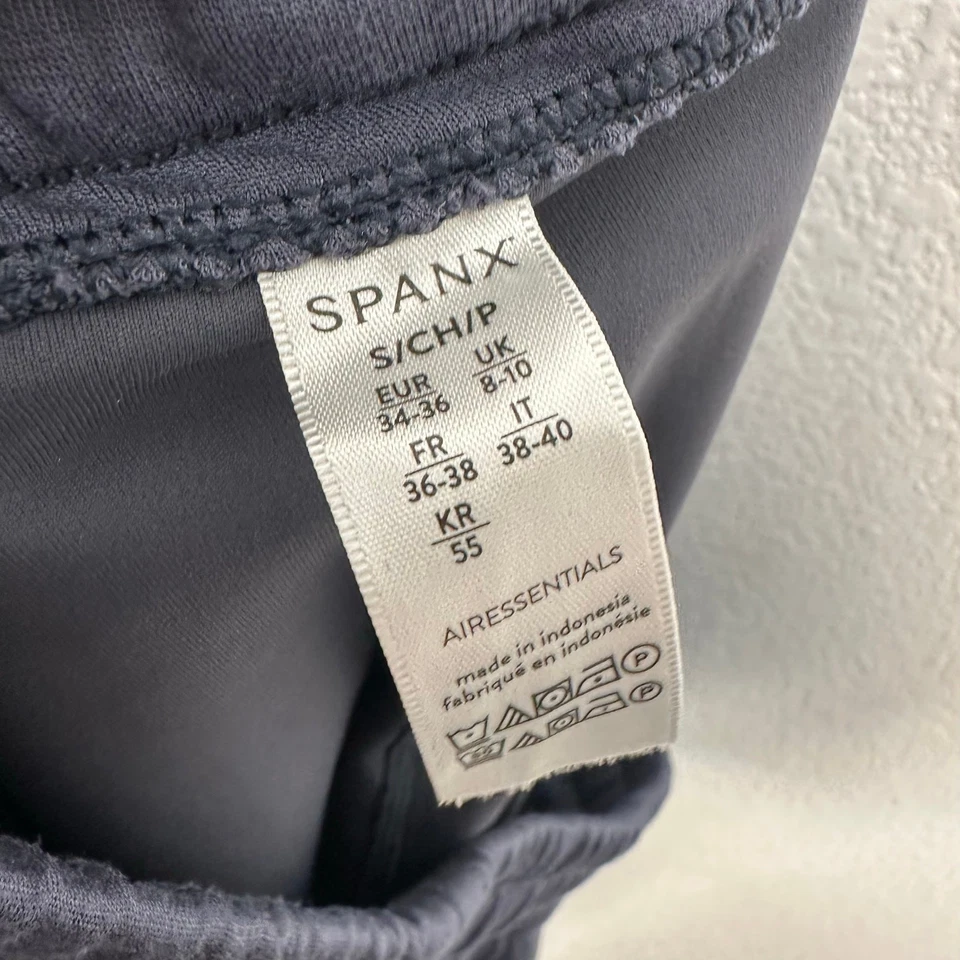 SPANX
S/CH/P
EUR UK
34-36 8-10
FR IT
36-38 38-40
KR
55
AIRESSENTIALS
made in indonesia
fabriqué en indonésie
P
P